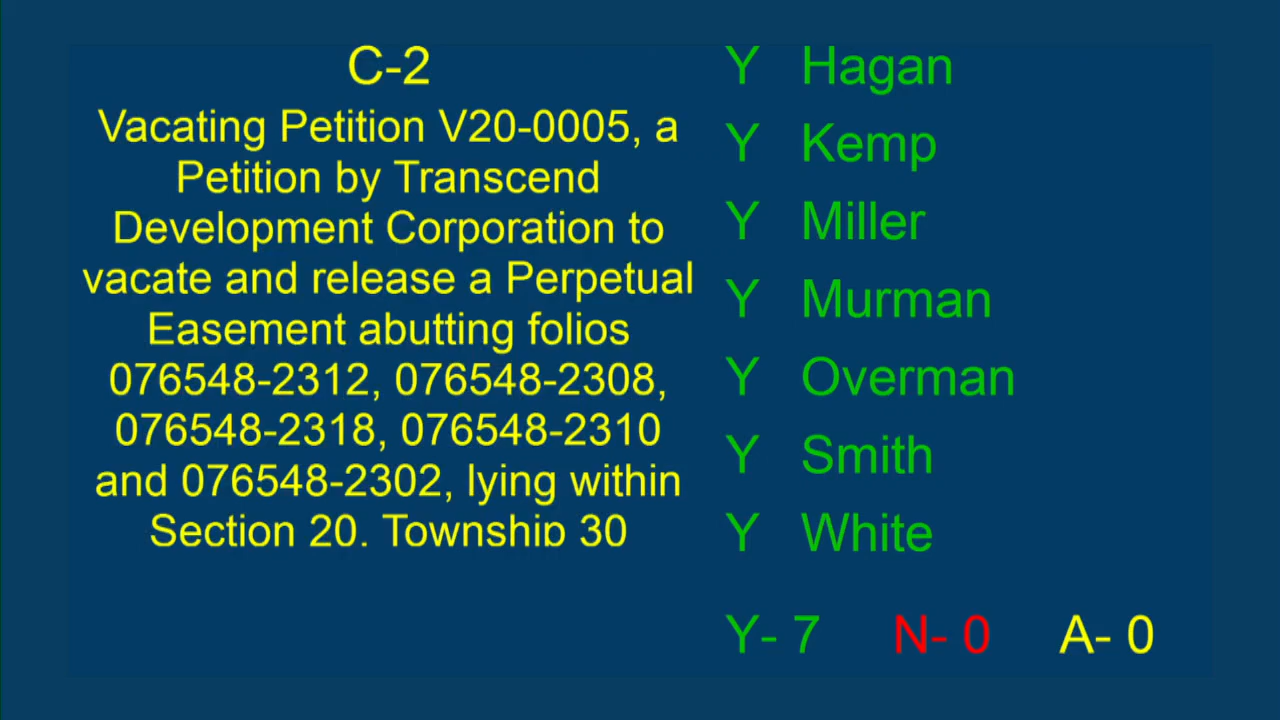 C-2
Vacating Petition V20-0005, a
Petition by Transcend
Development Corporation to
vacate and release a Perpetual
Easement abutting folios
076548-2312, 076548-2308,
076548-2318, 076548-2310
and 076548-2302, lying within
Section 20, Township 30
Y Hagan
Y Kemp
Y Miller
Y Murman
Y Overman
Y Smith
Y White
Y- 7 N- 0 A- 0